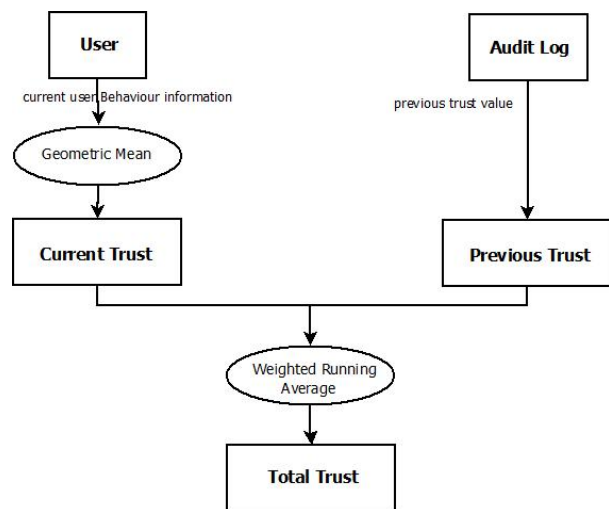 User
Audit Log
current user Behaviour information
previous trust value
Geometric Mean
Current Trust
Previous Trust
Weighted Running
Average
Total Trust